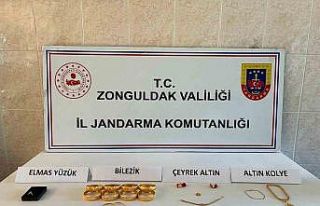 T.C.
ZONGULDAK VALİLİĞİ
İL JANDARMA KOMUTANLIĞI
ELMAS YÜZÜK
BİLEZİK
ÇEYREK ALTIN
ALTIN KOLYE